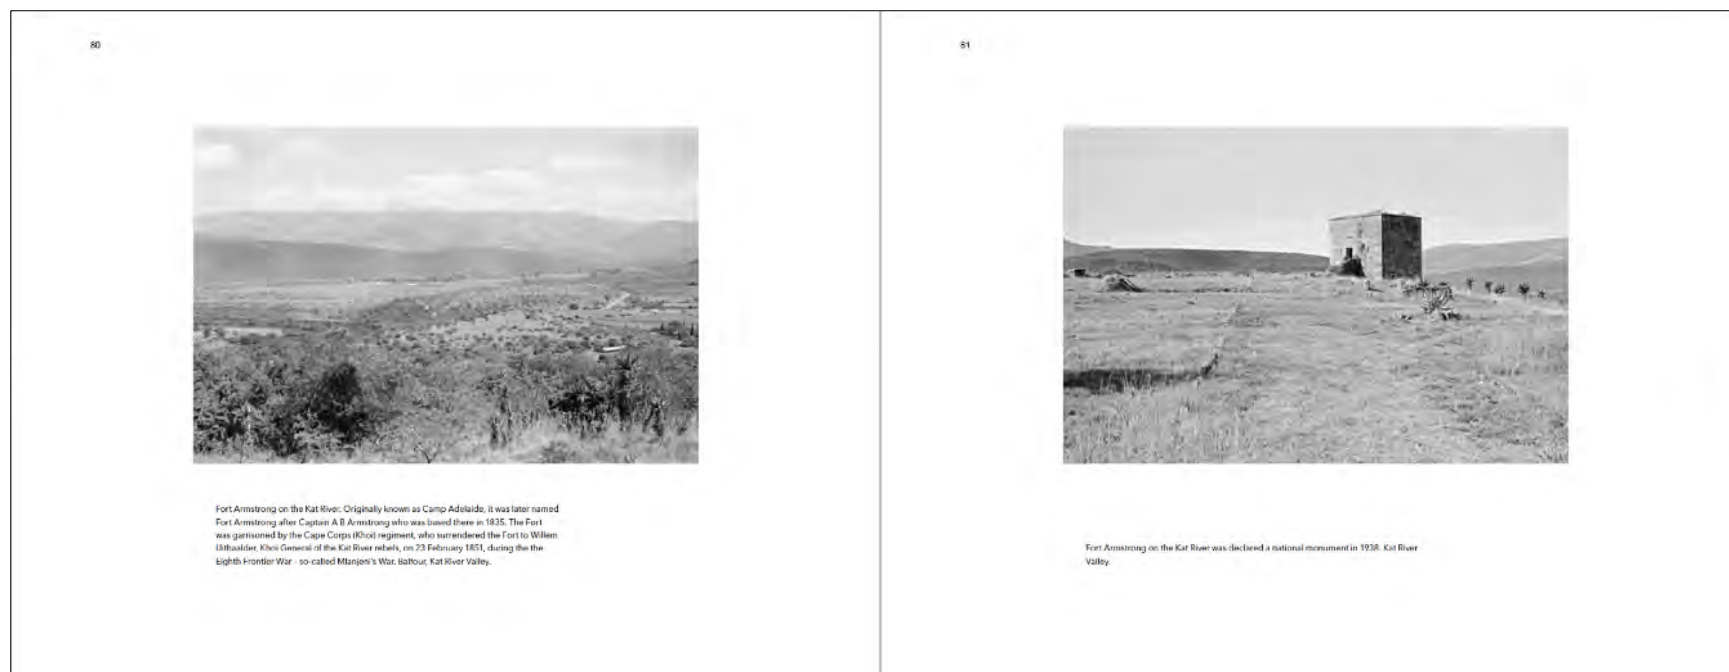 80
Fort Armstrong on the Kat River. Originally known as Camp Adelaide, it was later named
Fort Armstrong after Captain A B Armstrong who was based there in 1835. The Fort
was garrisoned by the Cape Corps (Khoi) regiment, who surrendered the Fort to Willem
Uithaalder, Khoi General of the Kat River rebels, on 23 February 1851, during the the
Eighth Frontier War - so-called Mlanjeni's War. Balfour, Kat River Valley.
81
Fort Armstrong on the Kat River was declared a national monument in 1938. Kat River
Valley.